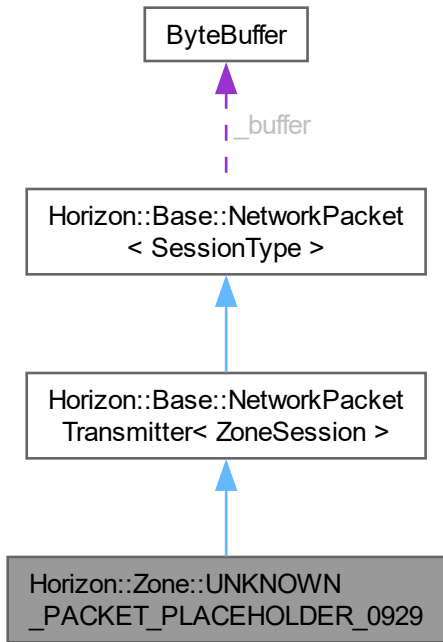 ByteBuffer
_buffer
Horizon::Base::NetworkPacket
< SessionType >
Horizon::Base::NetworkPacket
Transmitter< ZoneSession >
Horizon::Zone::UNKNOWN
_PACKET_PLACEHOLDER_0929